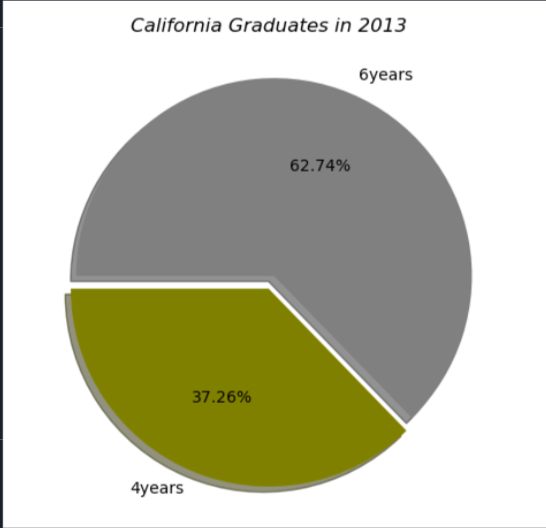 California Graduates in 2013
6years
62.74%
37.26%
4years